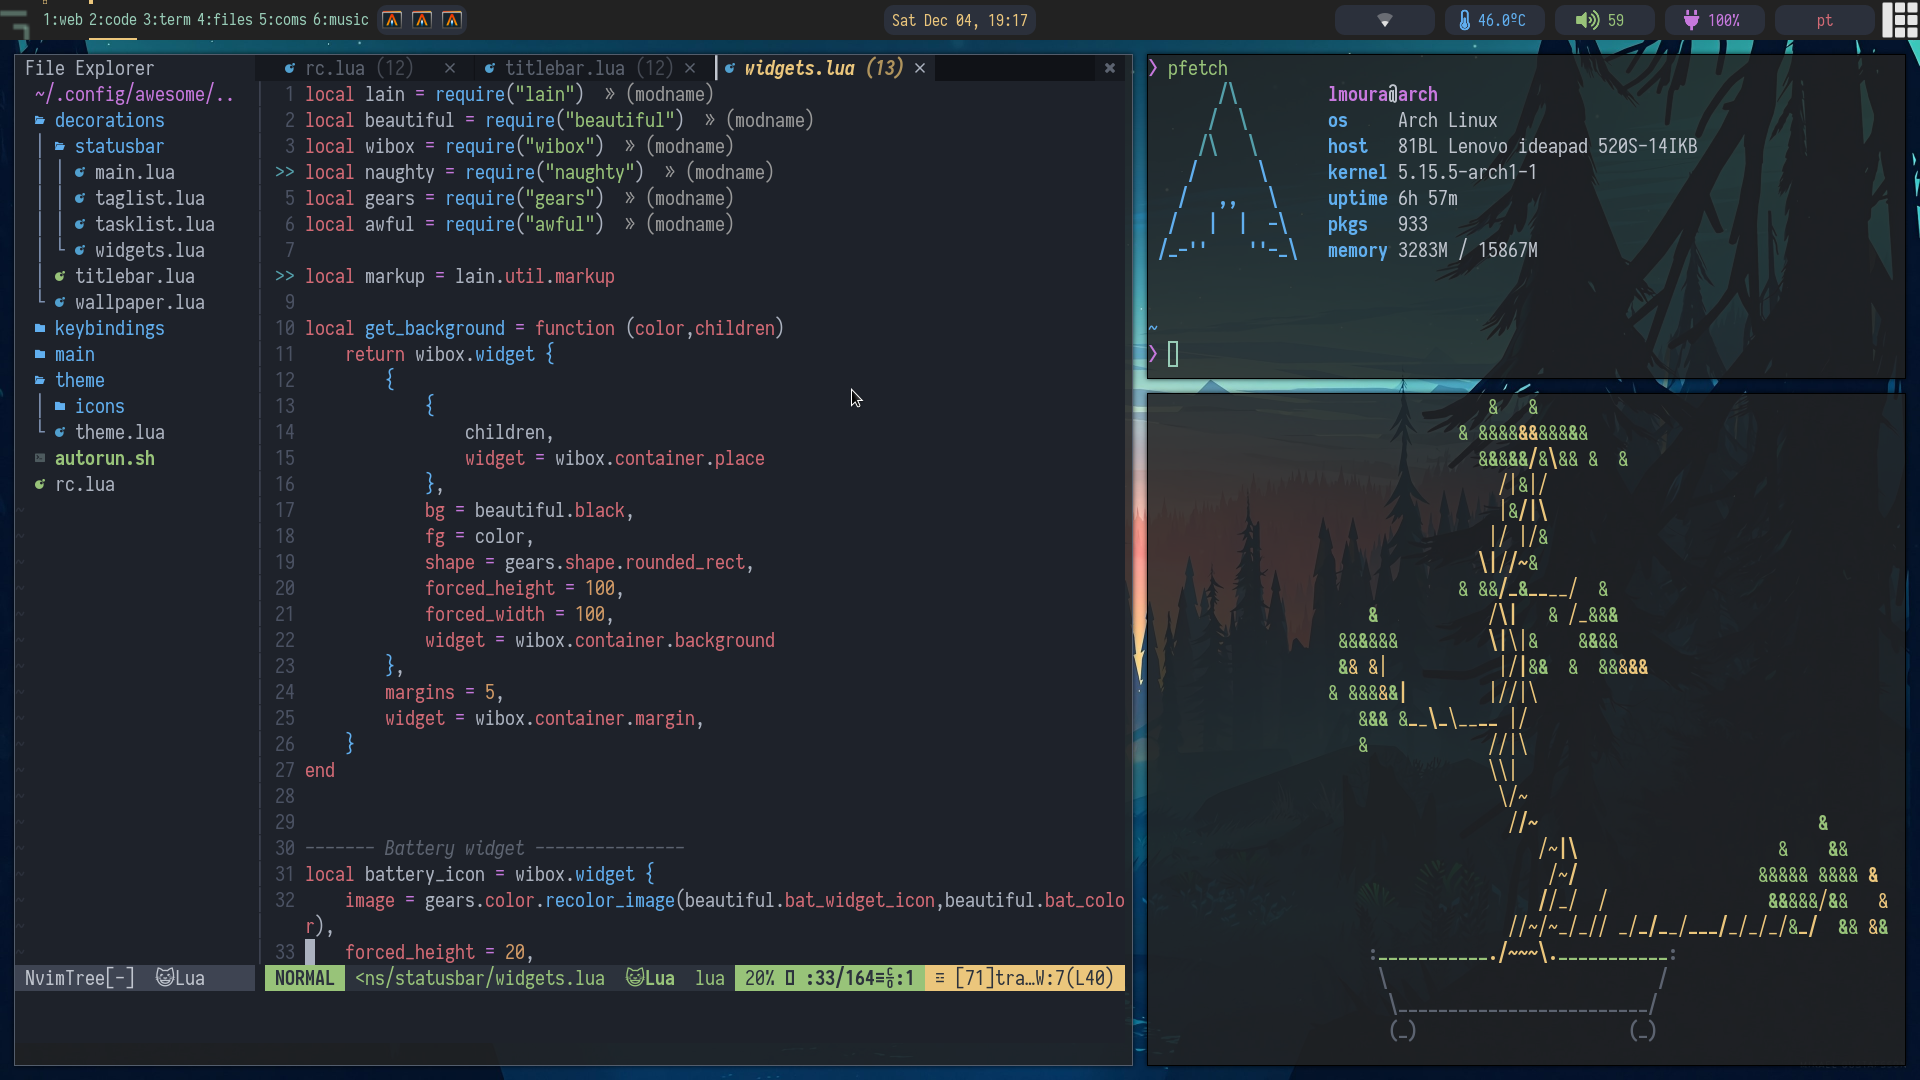 1:web 2:code 3:term 4:files 5:coms 6:music
Sat Dec 04, 19:17
46.0ºC
59
100%
pt
File Explorer
~/.config/awesome/..
decorations
statusbar
main.lua
taglist.lua
tasklist.lua
widgets.lua
titlebar.lua
wallpaper.lua
keybindings
main
theme
icons
theme.lua
autorun.sh
rc.lua
NvimTree[-] Lua
rc.lua (12) × titlebar.lua (12) × widgets.lua (13) ×
1 local lain = require("lain") » (modname)
2 local beautiful = require("beautiful") » (modname)
3 local wibox = require("wibox") » (modname)
>> local naughty = require("naughty") » (modname)
5 local gears = require("gears") » (modname)
6 local awful = require("awful") » (modname)
7
>> local markup = lain.util.markup
9
10 local get_background = function (color,children)
11 return wibox.widget {
12 {
13 {
14 children,
15 widget = wibox.container.place
16 },
17 bg = beautiful.black,
18 fg = color,
19 shape = gears.shape.rounded_rect,
20 forced_height = 100,
21 forced_width = 100,
22 widget = wibox.container.background
23 },
24 margins = 5,
25 widget = wibox.container.margin,
26 }
27 end
28
29
30 ------- Battery widget ---------------
31 local battery_icon = wibox.widget {
32 image = gears.color.recolor_image(beautiful.bat_widget_icon,beautiful.bat_colo
r),
33 forced_height = 20,
NORMAL <ns/statusbar/widgets.lua Lua lua 20% :33/164≡:1 ≡ [71]tra…W:7(L40)
❯ pfetch
lmoura@arch
os Arch Linux
host 81BL Lenovo ideapad 520S-14IKB
kernel 5.15.5-arch1-1
uptime 6h 57m
pkgs 933
memory 3283M / 15867M
~
❯